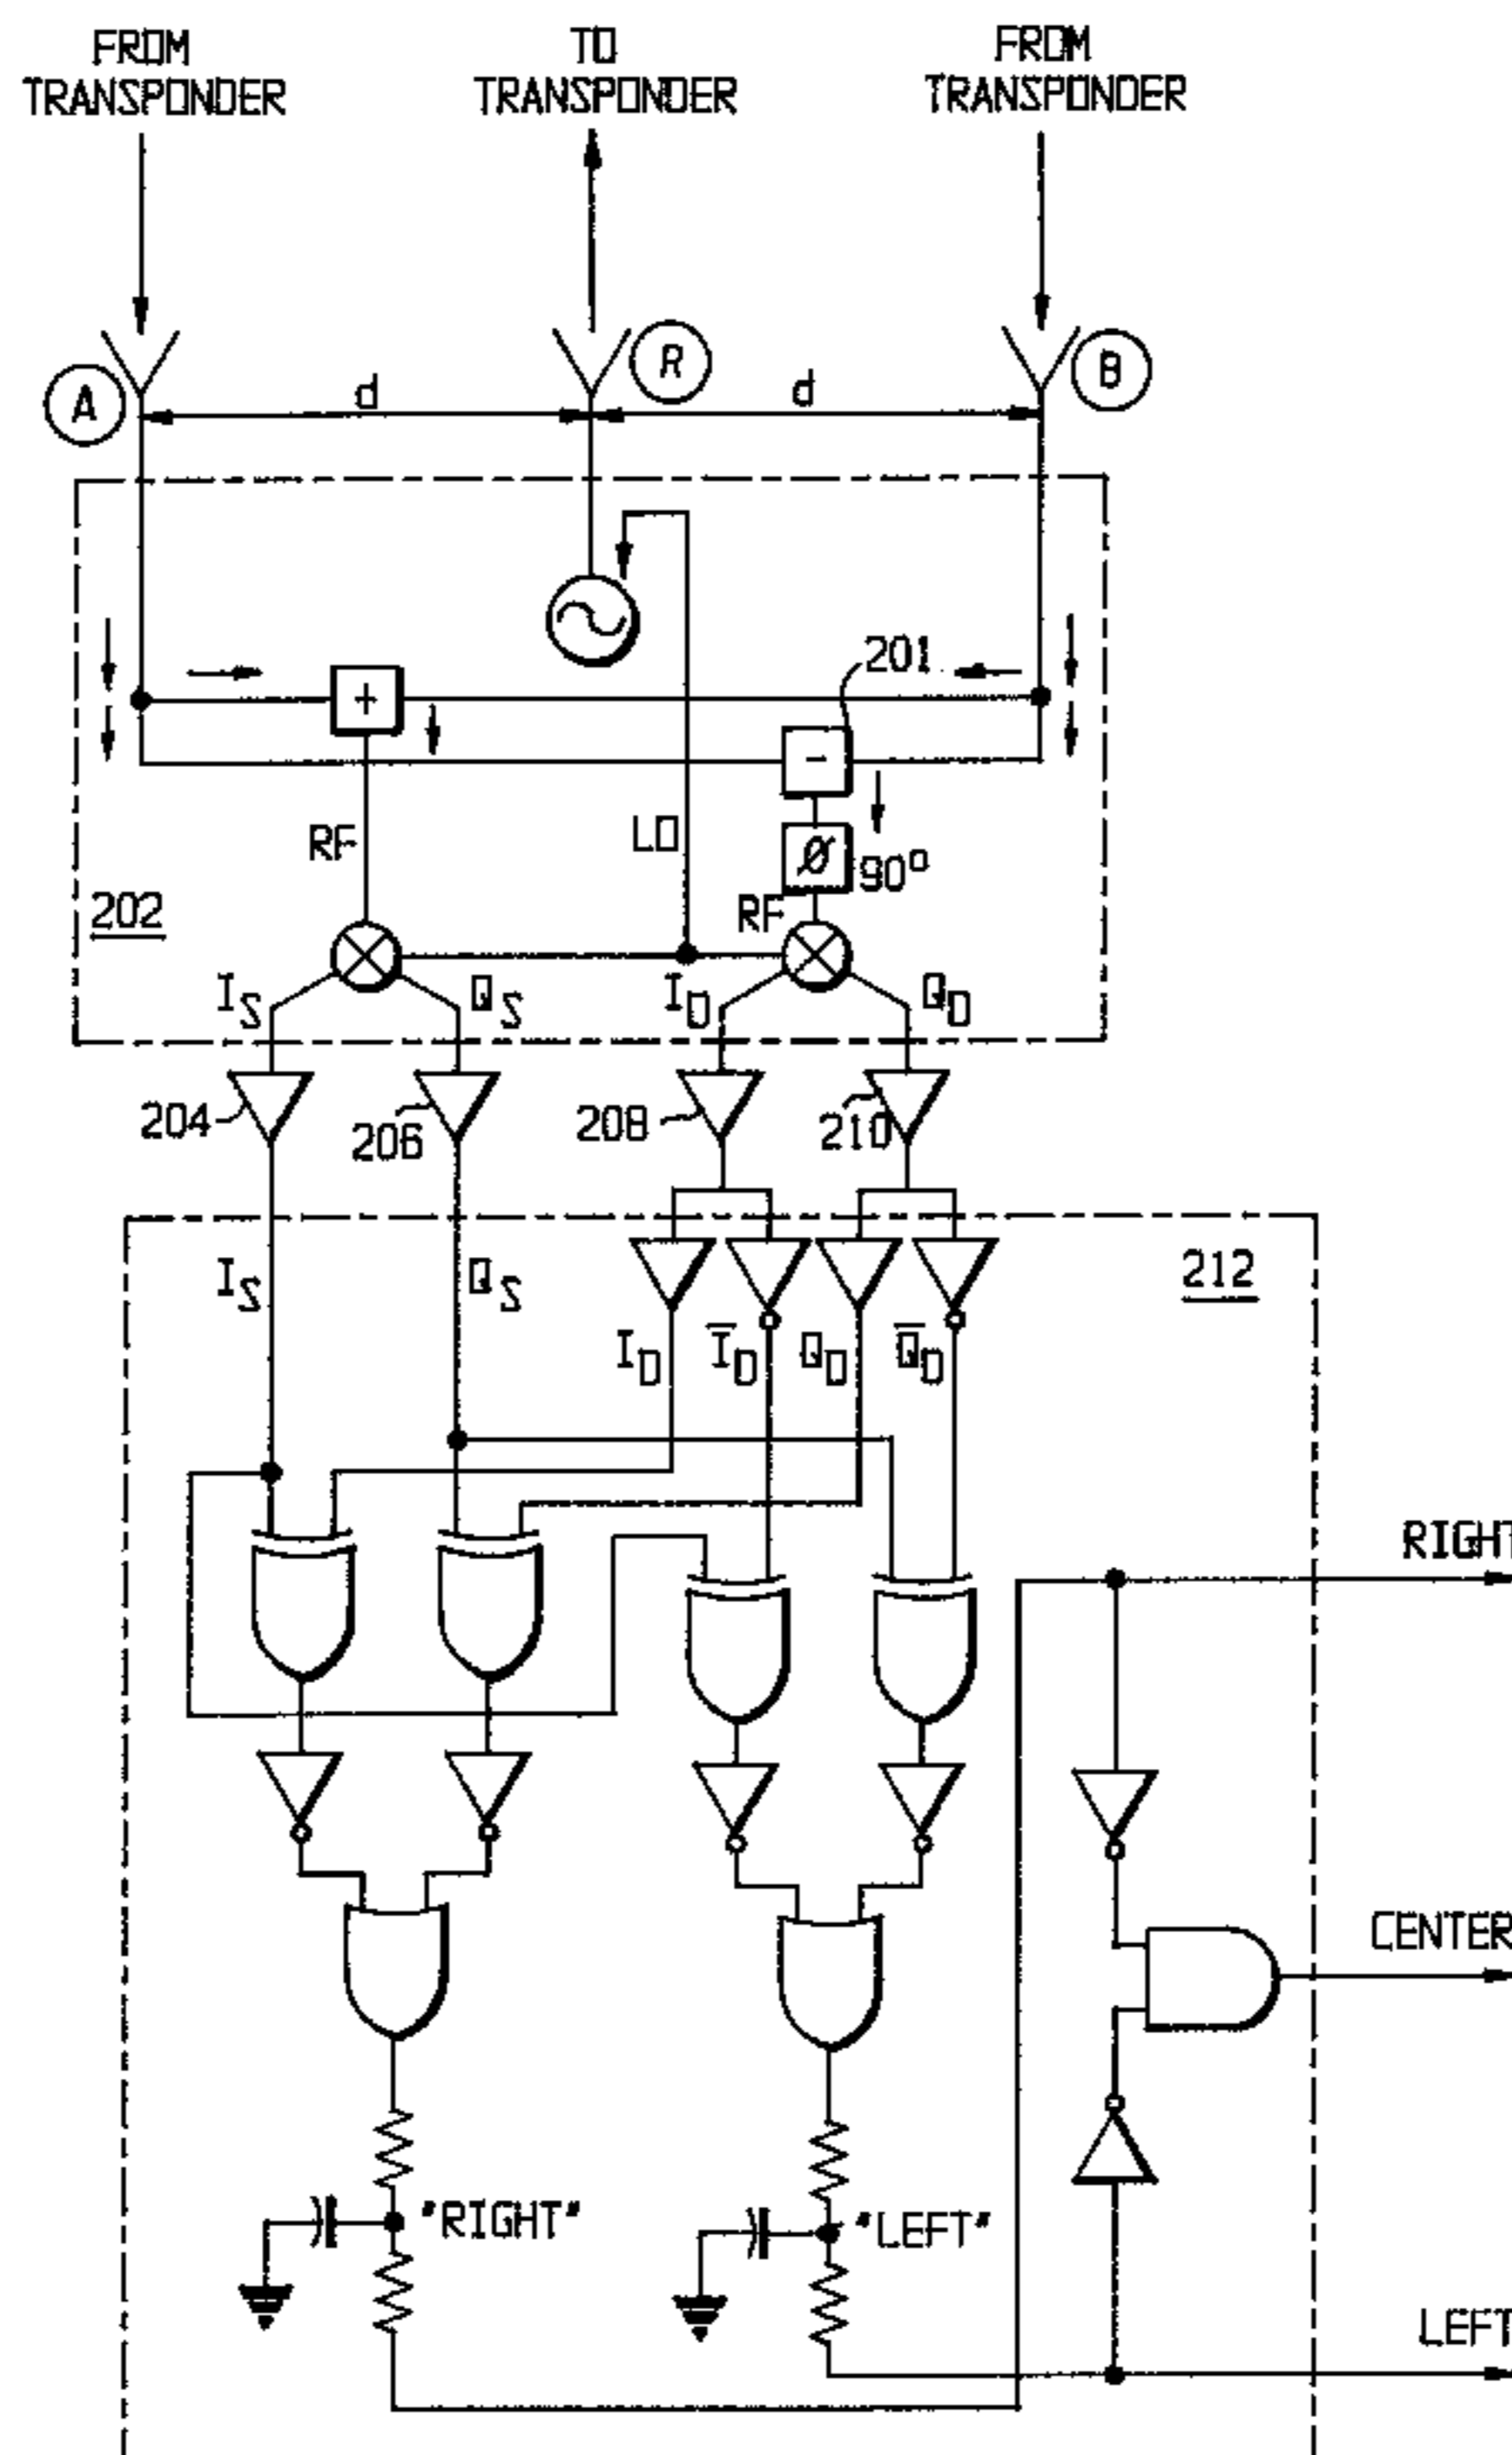 FROM
TRANSPONDER
TO
TRANSPONDER
FROM
TRANSPONDER
A
R
B
d
d
201
+
-
RF
LO
Ø
90°
RF
202
I_S
Q_S
I_D
Q_D
204
206
208
210
212
I_S
Q_S
I_D
I̅_D
Q_D
Q̅_D
RIGHT
CENTER
"RIGHT"
"LEFT"
LEFT